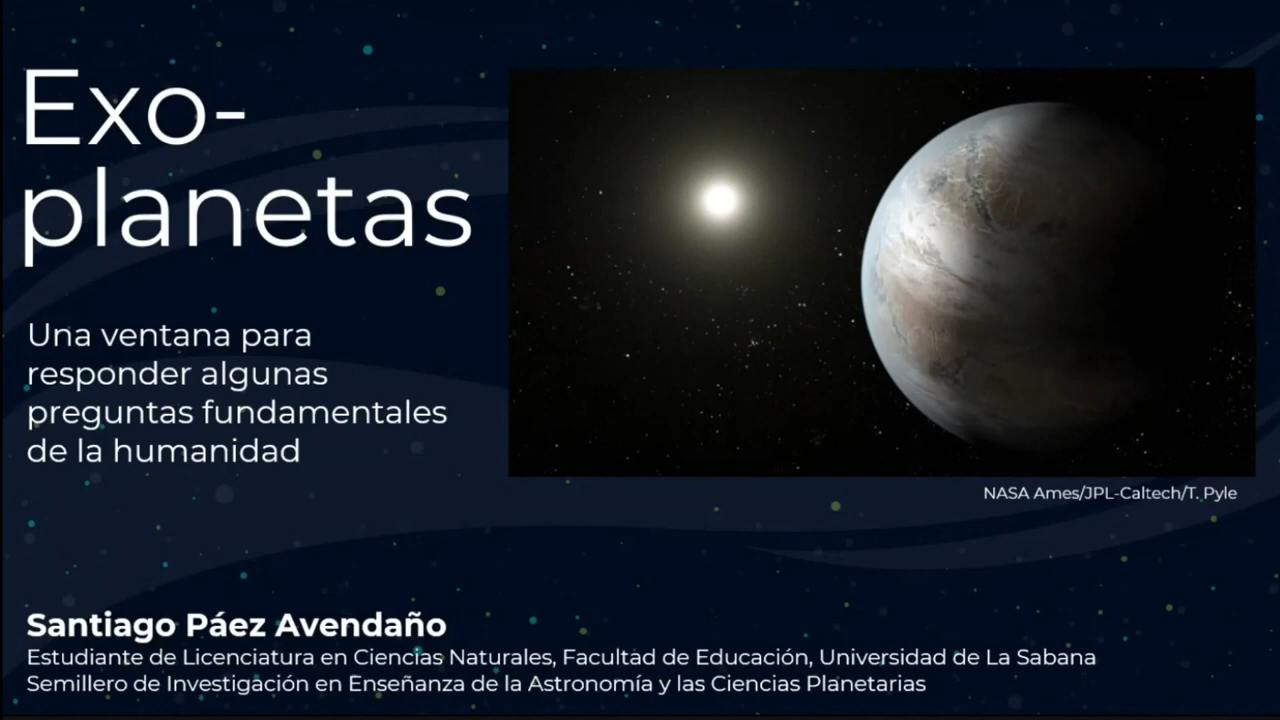 Exo-
planetas
Una ventana para
responder algunas
preguntas fundamentales
de la humanidad
NASA Ames/JPL-Caltech/T. Pyle
Santiago Páez Avendaño
Estudiante de Licenciatura en Ciencias Naturales, Facultad de Educación, Universidad de La Sabana
Semillero de Investigación en Enseñanza de la Astronomía y las Ciencias Planetarias